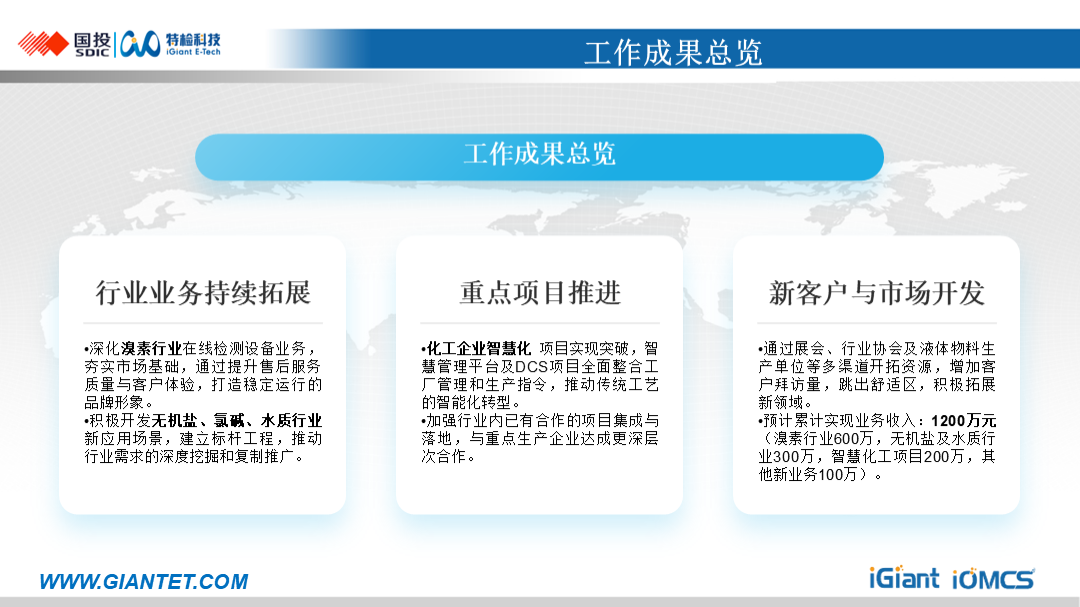 国投
SDIC
特检科技
iGiant E-Tech
工作成果总览
工作成果总览
行业业务持续拓展
•深化溴素行业在线检测设备业务，
夯实市场基础，通过提升售后服务
质量与客户体验，打造稳定运行的
品牌形象。
•积极开发无机盐、氯碱、水质行业
新应用场景，建立标杆工程，推动
行业需求的深度挖掘和复制推广。
重点项目推进
•化工企业智慧化 项目实现突破，智
慧管理平台及DCS项目全面整合工
厂管理和生产指令，推动传统工艺
的智能化转型。
•加强行业内已有合作的项目集成与
落地，与重点生产企业达成更深层
次合作。
新客户与市场开发
•通过展会、行业协会及液体物料生
产单位等多渠道开拓资源，增加客
户拜访量，跳出舒适区，积极拓展
新领域。
•预计累计实现业务收入：1200万元
（溴素行业600万，无机盐及水质行
业300万，智慧化工项目200万，其
他新业务100万）。
WWW.GIANTET.COM
iGiant iOMCS